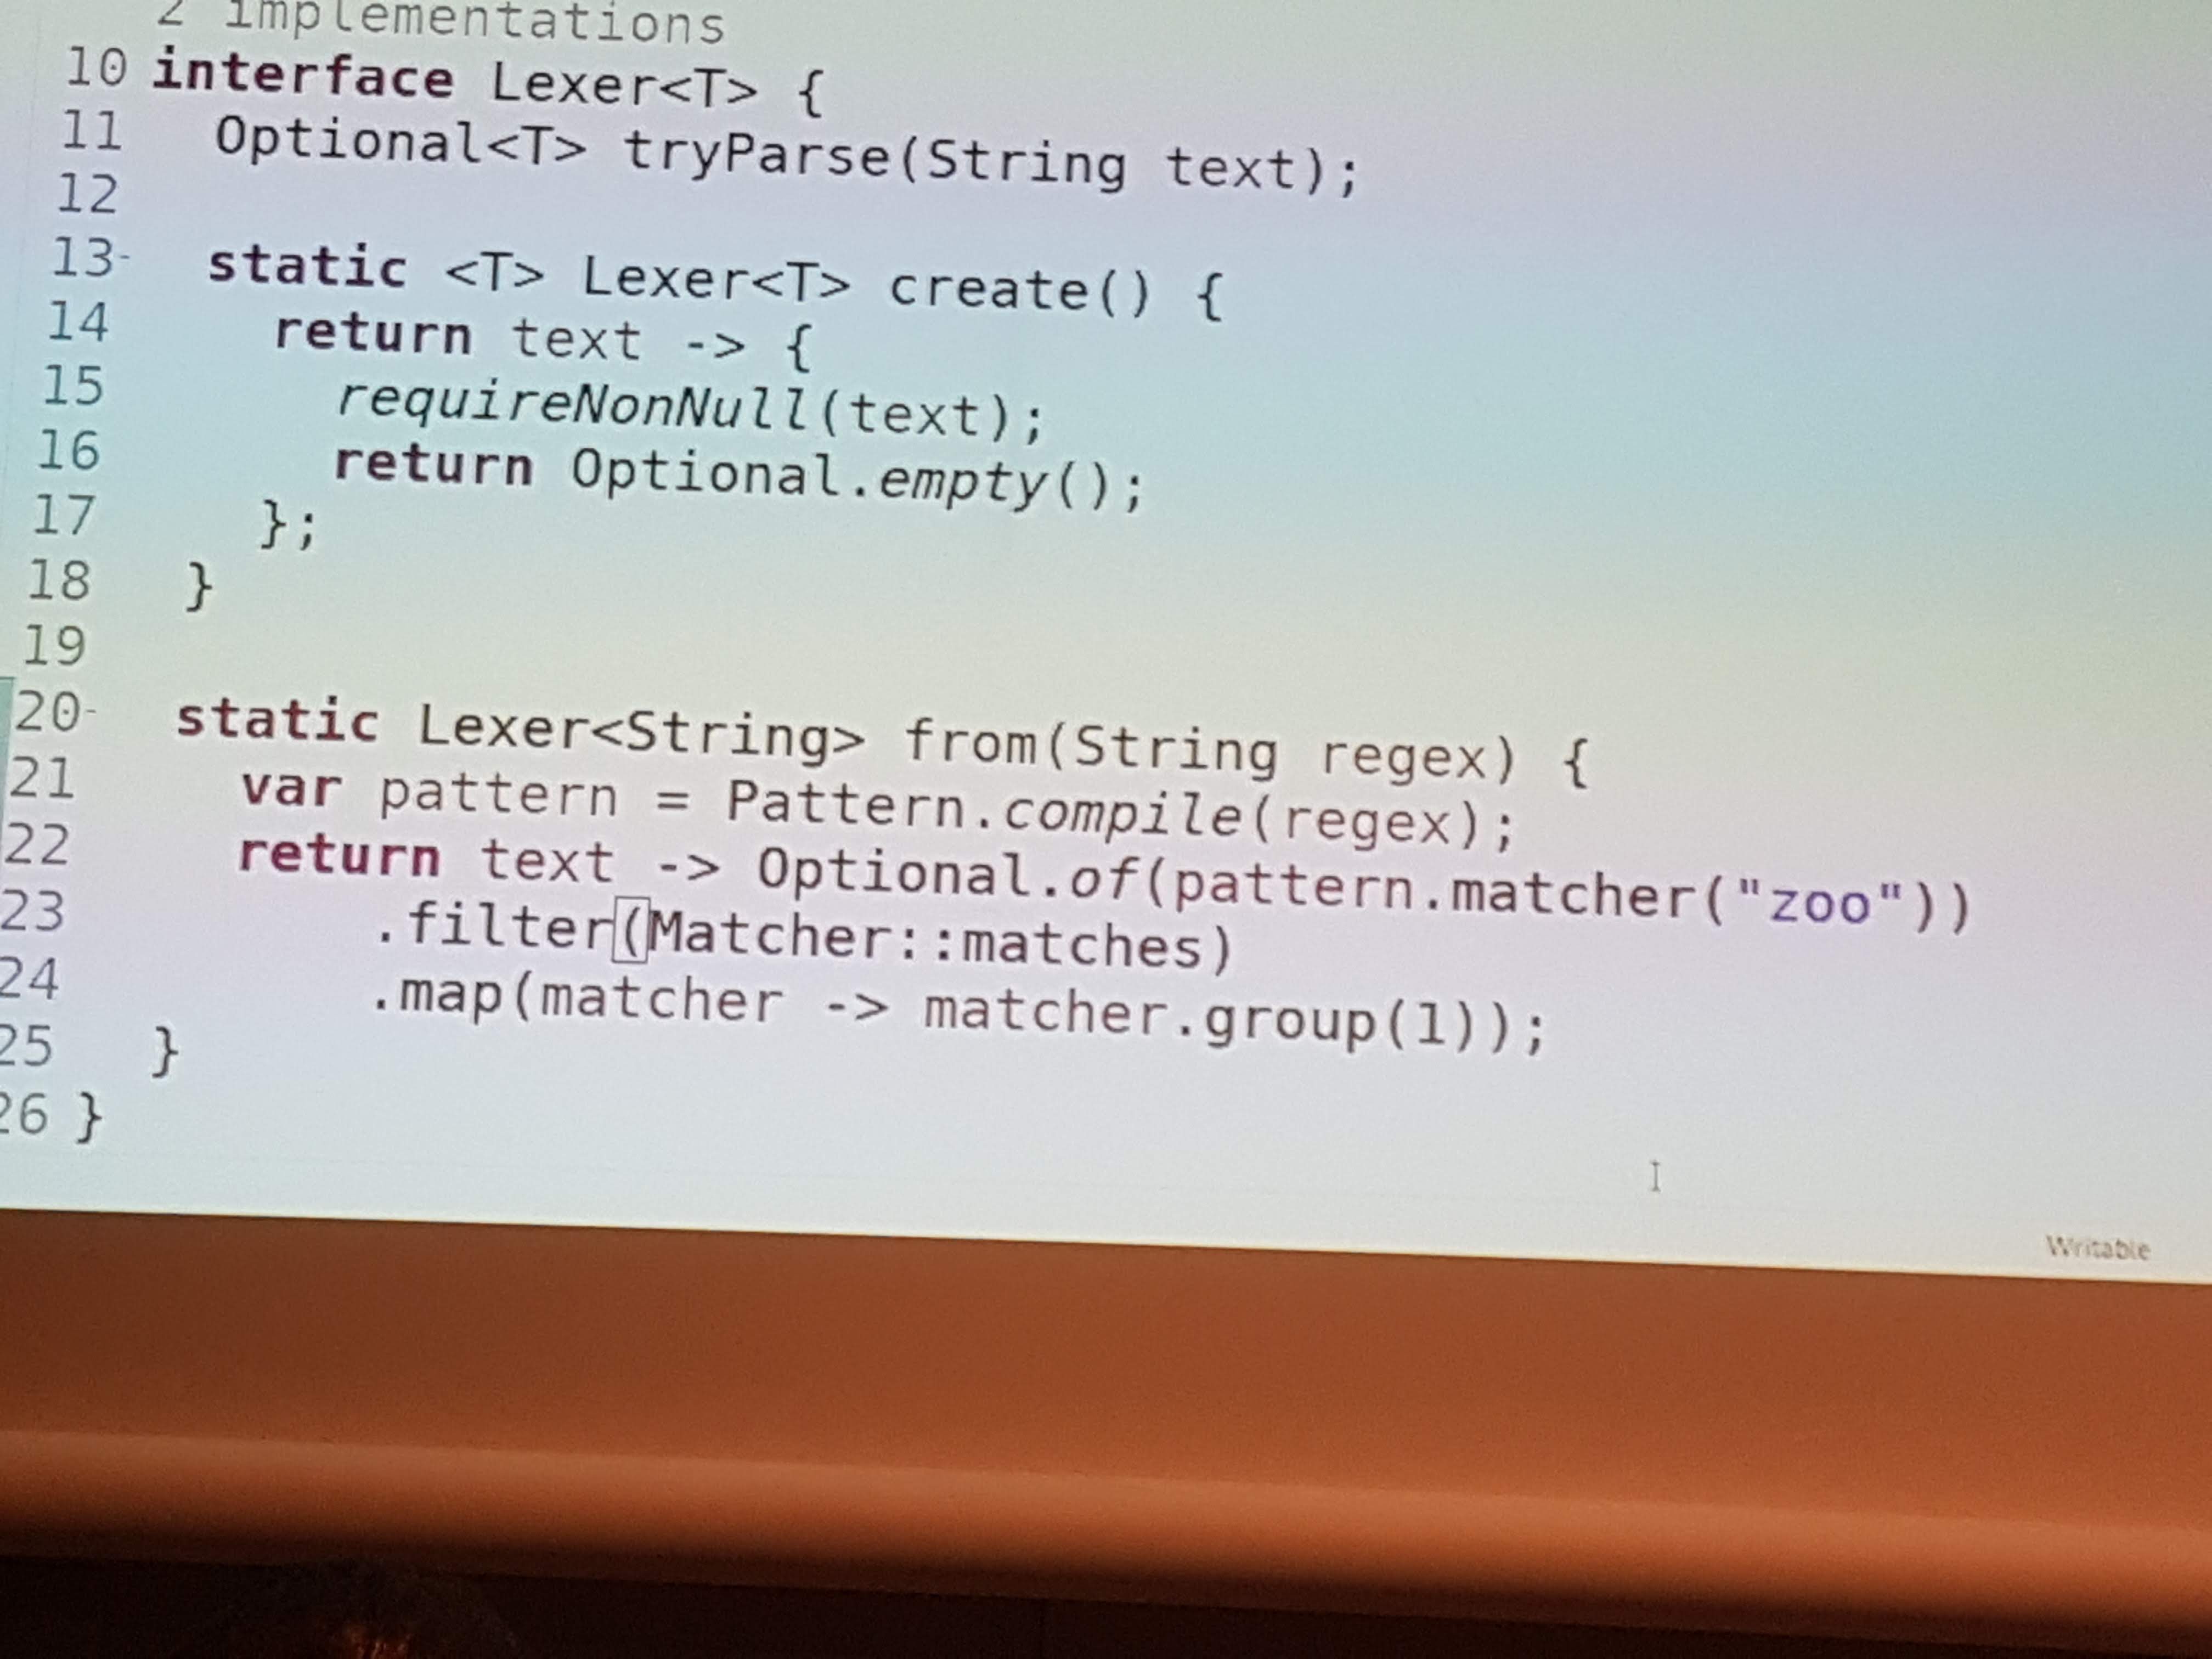 2 implementations
10 interface Lexer<T> {
11   Optional<T> tryParse(String text);
12
13-   static <T> Lexer<T> create() {
14     return text -> {
15       requireNonNull(text);
16       return Optional.empty();
17     };
18   }
19
20-   static Lexer<String> from(String regex) {
21     var pattern = Pattern.compile(regex);
22     return text -> Optional.of(pattern.matcher("zoo"))
23         .filter(Matcher::matches)
24         .map(matcher -> matcher.group(1));
25   }
26 }
Writable